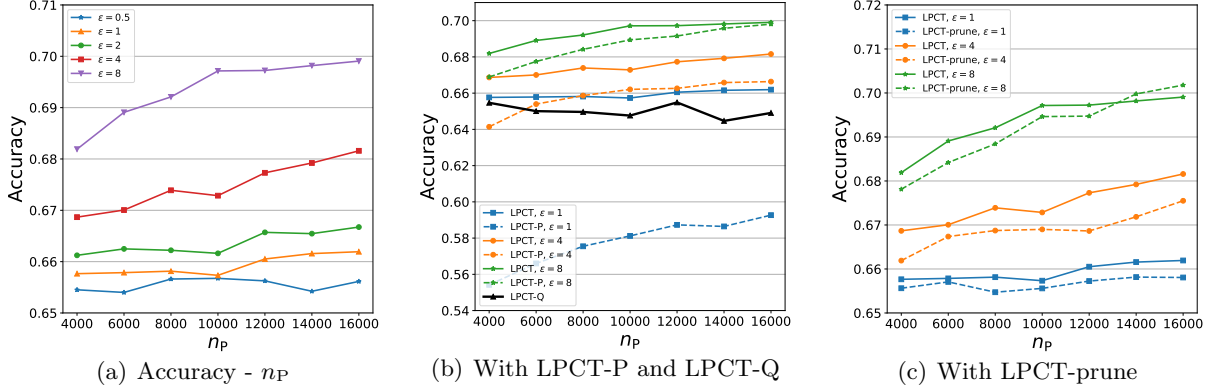 0.71
0.70
0.69
0.68
0.67
0.66
0.65
Accuracy
ε = 0.5
ε = 1
ε = 2
ε = 4
ε = 8
4000 6000 8000 10000 12000 14000 16000
n_P
(a) Accuracy - n_P
0.70
0.68
0.66
0.64
0.62
0.60
0.58
0.56
0.54
Accuracy
LPCT, ε = 1
LPCT-P, ε = 1
LPCT, ε = 4
LPCT-P, ε = 4
LPCT, ε = 8
LPCT-P, ε = 8
LPCT-Q
4000 6000 8000 10000 12000 14000 16000
n_P
(b) With LPCT-P and LPCT-Q
0.72
0.71
0.70
0.69
0.68
0.67
0.66
0.65
Accuracy
LPCT, ε = 1
LPCT-prune, ε = 1
LPCT, ε = 4
LPCT-prune, ε = 4
LPCT, ε = 8
LPCT-prune, ε = 8
4000 6000 8000 10000 12000 14000 16000
n_P
(c) With LPCT-prune